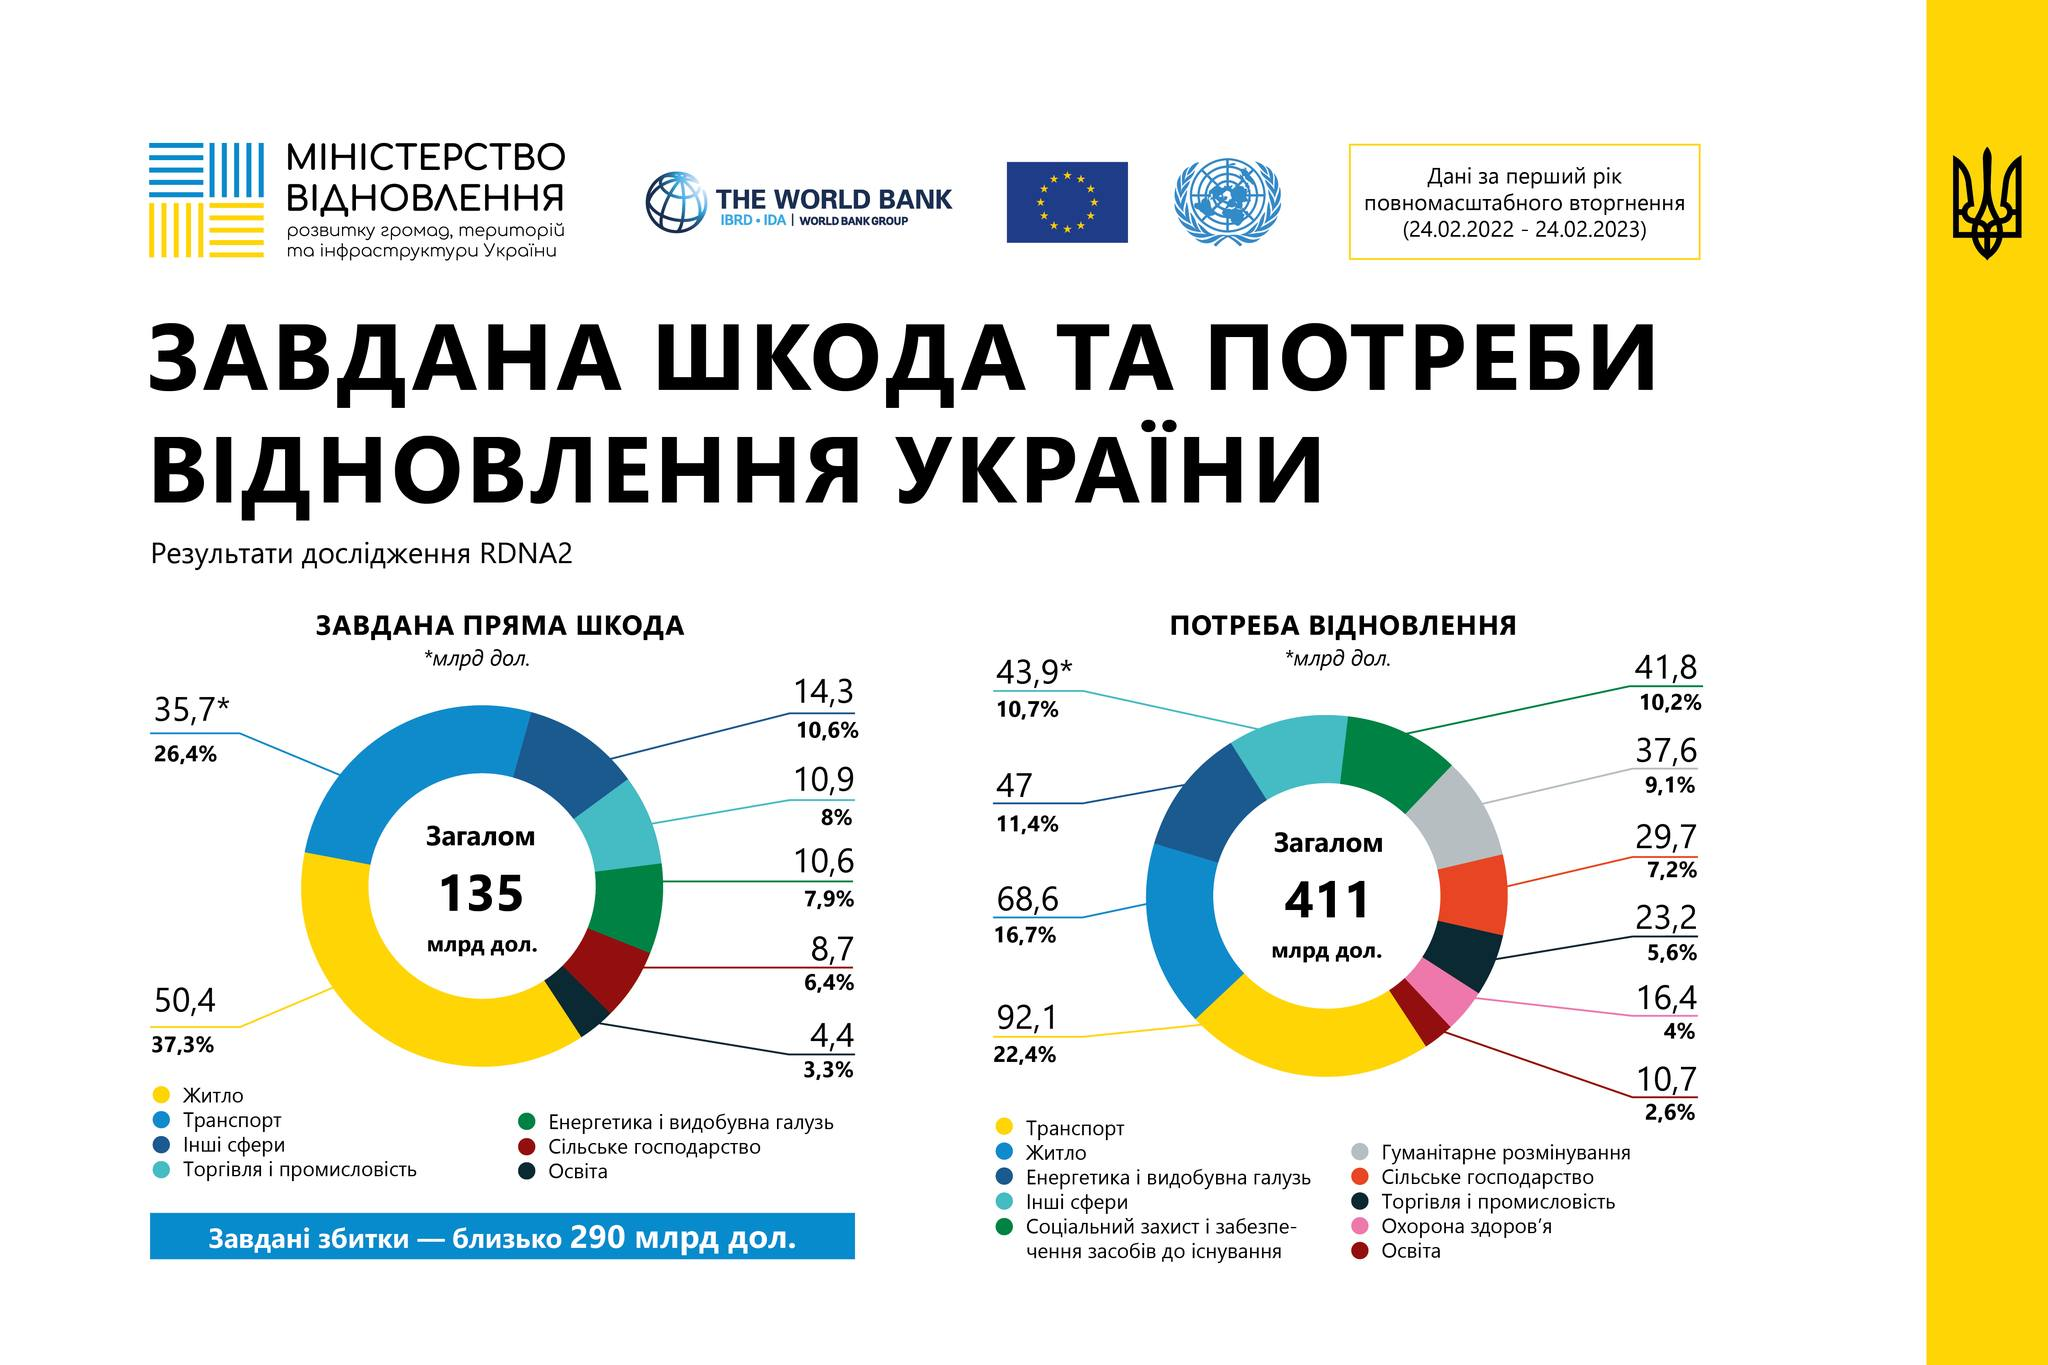 МІНІСТЕРСТВО
ВІДНОВЛЕННЯ
розвитку громад, територій
та інфраструктури України
THE WORLD BANK
IBRD • IDA | WORLD BANK GROUP
Дані за перший рік
повномасштабного вторгнення
(24.02.2022 - 24.02.2023)
ЗАВДАНА ШКОДА ТА ПОТРЕБИ
ВІДНОВЛЕННЯ УКРАЇНИ
Результати дослідження RDNA2
ЗАВДАНА ПРЯМА ШКОДА
*млрд дол.
35,7*
26,4%
50,4
37,3%
Загалом
135
млрд дол.
14,3
10,6%
10,9
8%
10,6
7,9%
8,7
6,4%
4,4
3,3%
Житло
Транспорт
Інші сфери
Торгівля і промисловість
Енергетика і видобувна галузь
Сільське господарство
Освіта
Завдані збитки — близько 290 млрд дол.
ПОТРЕБА ВІДНОВЛЕННЯ
*млрд дол.
43,9*
10,7%
47
11,4%
68,6
16,7%
92,1
22,4%
Загалом
411
млрд дол.
41,8
10,2%
37,6
9,1%
29,7
7,2%
23,2
5,6%
16,4
4%
10,7
2,6%
Транспорт
Житло
Енергетика і видобувна галузь
Інші сфери
Соціальний захист і забезпе-
чення засобів до існування
Гуманітарне розмінування
Сільське господарство
Торгівля і промисловість
Охорона здоров’я
Освіта